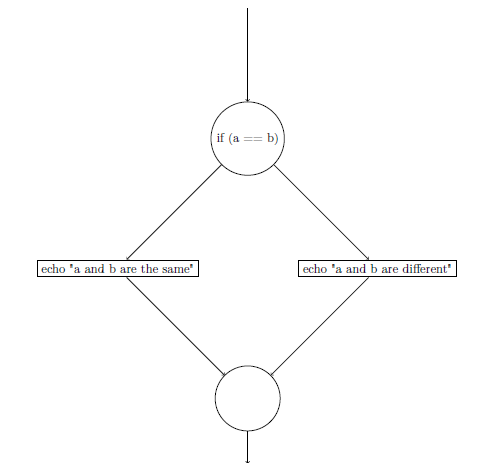 if (a == b)
echo "a and b are the same"
echo "a and b are different"